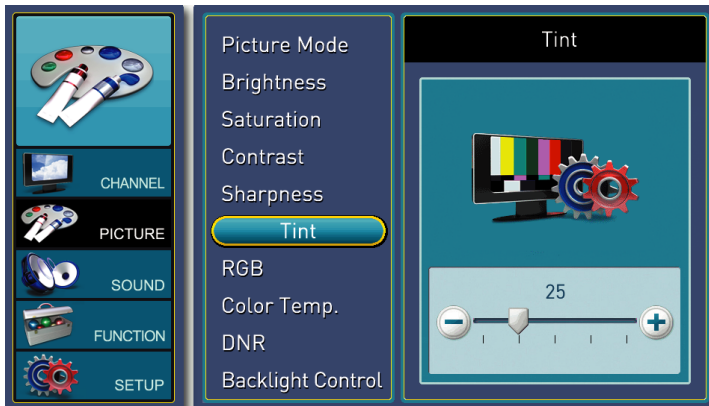 CHANNEL
PICTURE
SOUND
FUNCTION
SETUP
Picture Mode
Brightness
Saturation
Contrast
Sharpness
Tint
RGB
Color Temp.
DNR
Backlight Control
Tint
25